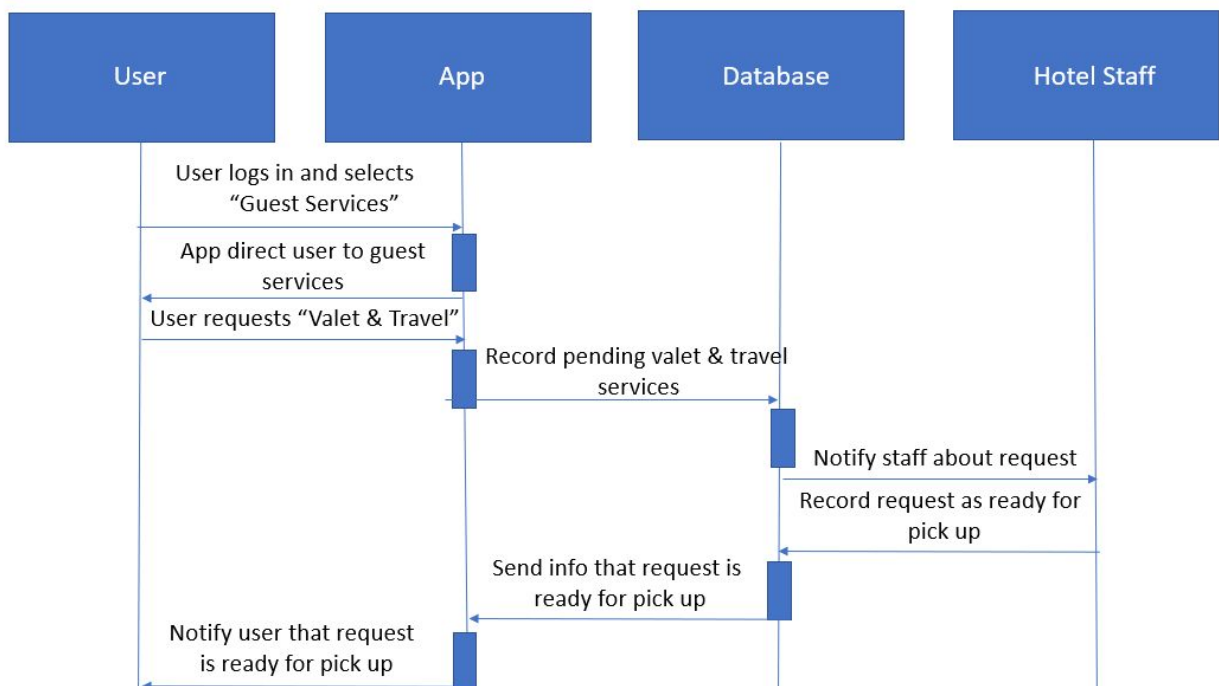 User
App
Database
Hotel Staff
User logs in and selects
“Guest Services”
App direct user to guest
services
User requests “Valet & Travel”
Record pending valet & travel
services
Notify staff about request
Record request as ready for
pick up
Send info that request is
ready for pick up
Notify user that request
is ready for pick up